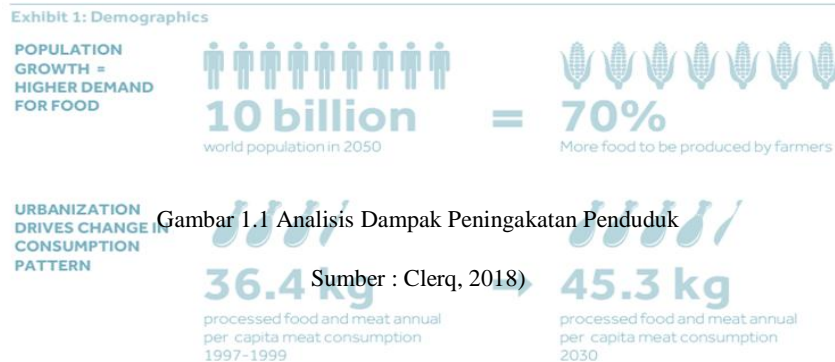 Exhibit 1: Demographics
POPULATION
GROWTH =
HIGHER DEMAND
FOR FOOD
10 billion
world population in 2050
=
70%
More food to be produced by farmers
URBANIZATION
DRIVES CHANGE IN
CONSUMPTION
PATTERN
Gambar 1.1 Analisis Dampak Peningakatan Penduduk
Sumber : Clerq, 2018)
36.4 kg
processed food and meat annual
per capita meat consumption
1997-1999
45.3 kg
processed food and meat annual
per capita meat consumption
2030